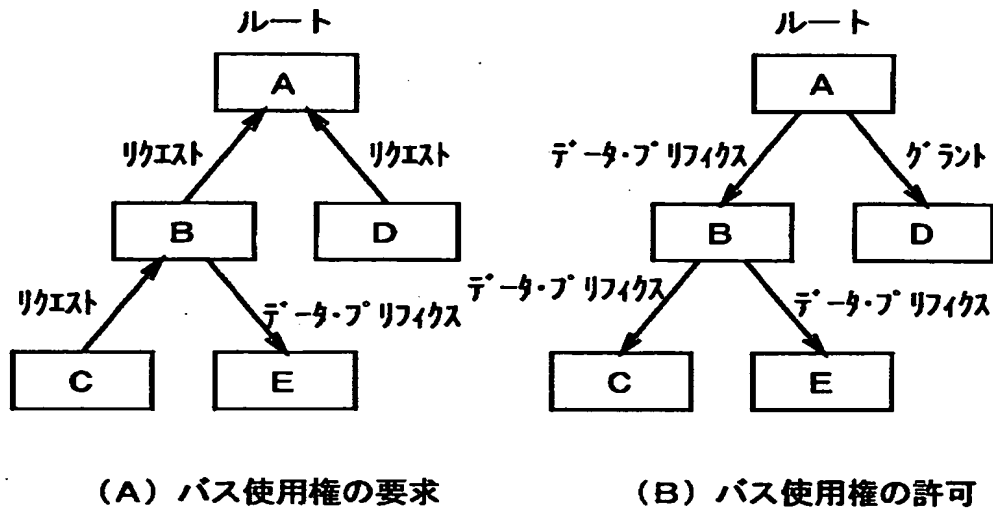 ルート
A
リクエスト
リクエスト
B
D
リクエスト
データ・プリフィクス
C
E
(A) バス使用権の要求
ルート
A
データ・プリフィクス
グラント
B
D
データ・プリフィクス
データ・プリフィクス
C
E
(B) バス使用権の許可